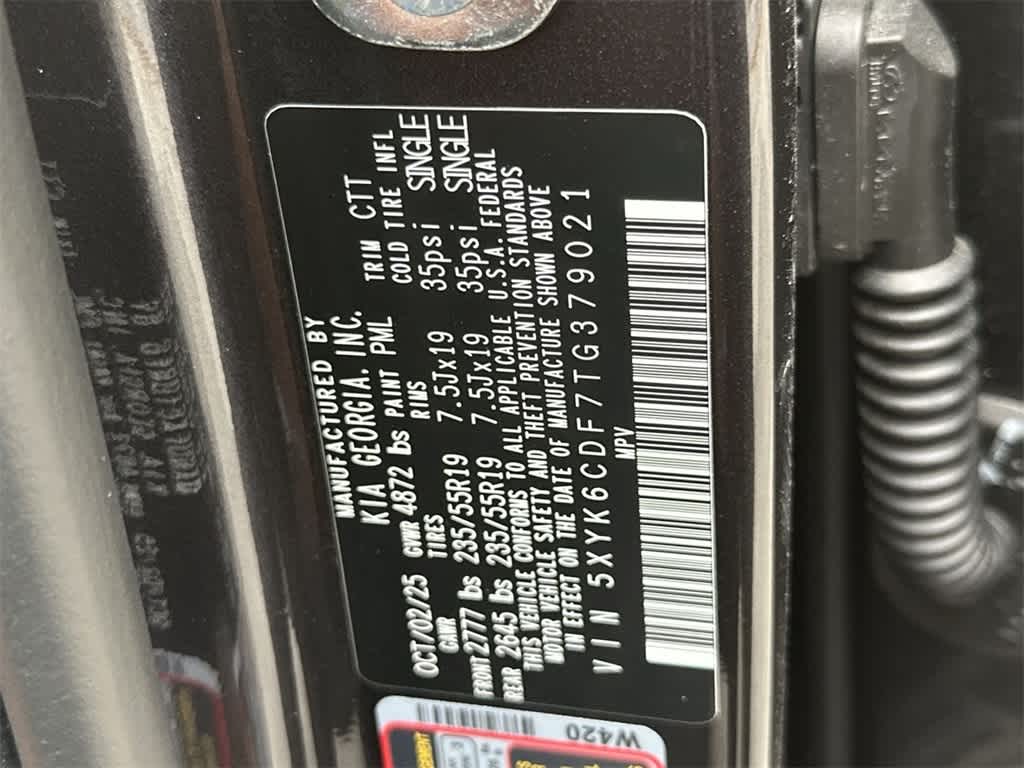 MANUFACTURED BY
KIA GEORGIA. INC.
OCT/02/25 GVWR 4872 lbs PAINT PML TRIM CTT
GAWR TIRES RIMS COLD TIRE INFL
FRONT 2777 lbs 235/55R19 7.5Jx19 35psi SINGLE
REAR 2645 lbs 235/55R19 7.5Jx19 35psi SINGLE
THIS VEHICLE CONFORMS TO ALL APPLICABLE U.S.A. FEDERAL
MOTOR VEHICLE SAFETY AND THEFT PREVENTION STANDARDS
IN EFFECT ON THE DATE OF MANUFACTURE SHOWN ABOVE
VIN 5XYK6CDF7TG379021
MPV
W420